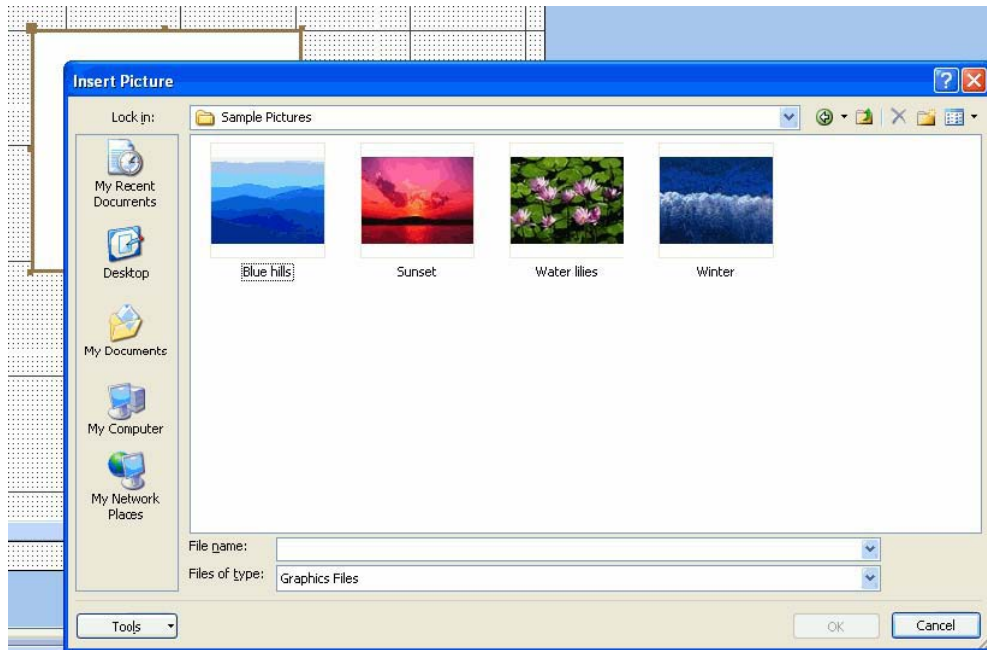 Insert Picture
Look in:
Sample Pictures
My Recent
Documents
Desktop
My Documents
My Computer
My Network
Places
Blue hills
Sunset
Water lilies
Winter
File name:
Files of type:
Graphics Files
Tools
OK
Cancel